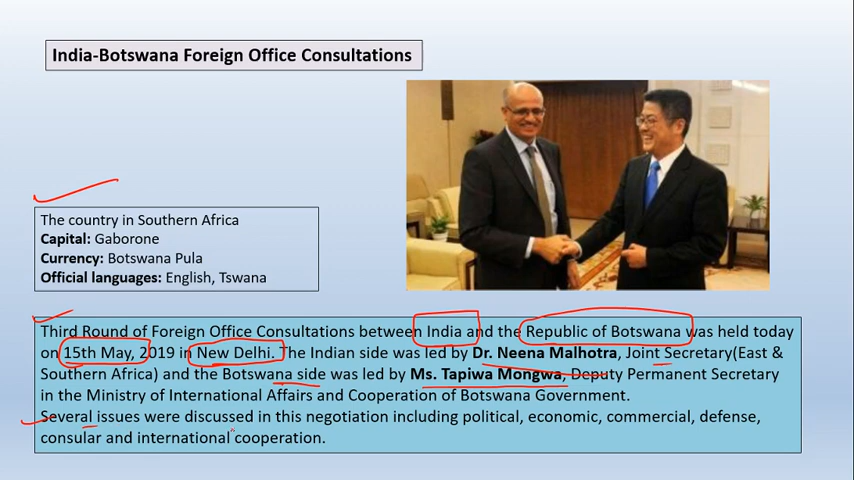 India-Botswana Foreign Office Consultations
The country in Southern Africa
Capital: Gaborone
Currency: Botswana Pula
Official languages: English, Tswana
Third Round of Foreign Office Consultations between India and the Republic of Botswana was held today
on 15th May, 2019 in New Delhi. The Indian side was led by Dr. Neena Malhotra, Joint Secretary(East &
Southern Africa) and the Botswana side was led by Ms. Tapiwa Mongwa, Deputy Permanent Secretary
in the Ministry of International Affairs and Cooperation of Botswana Government.
Several issues were discussed in this negotiation including political, economic, commercial, defense,
consular and international cooperation.